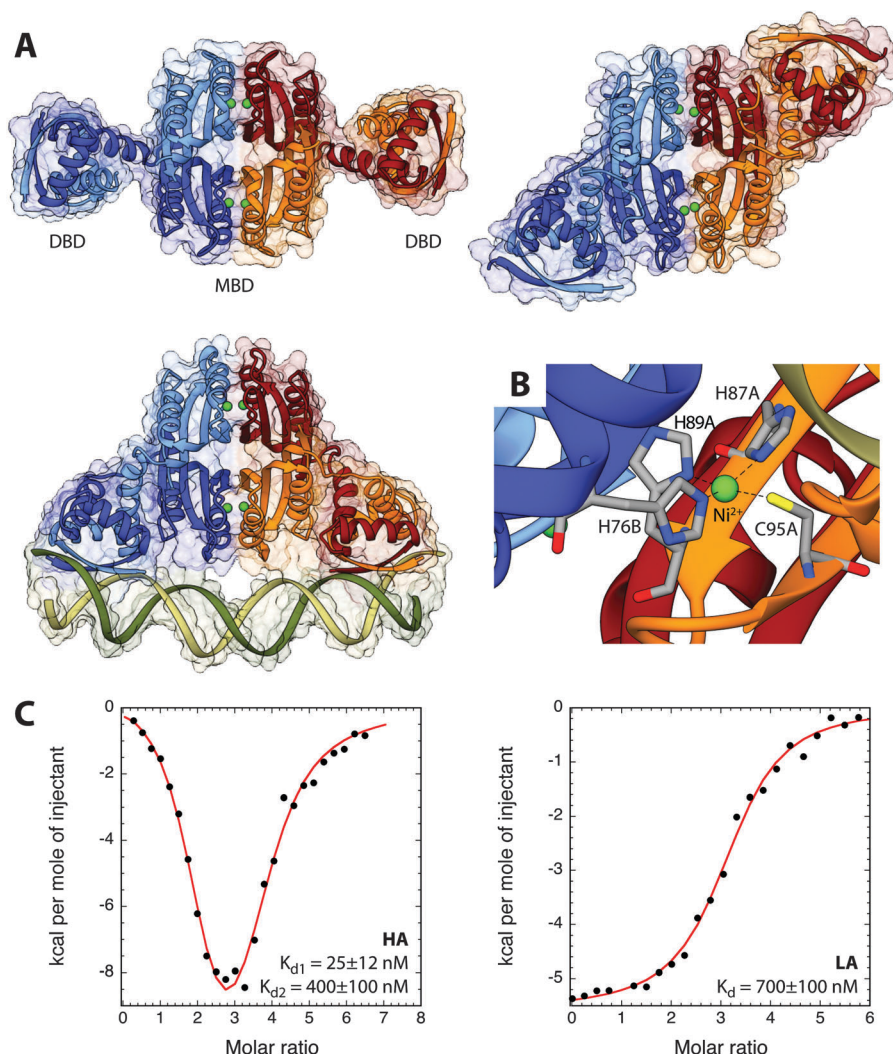 A
DBD
MBD
DBD
B
H87A
H89A
H76B
Ni2+
C95A
C
0
-2
-4
-6
-8
kcal per mole of injectant
HA
Kd1 = 25±12 nM
Kd2 = 400±100 nM
0 1 2 3 4 5 6 7 8
Molar ratio
0
-1
-2
-3
-4
-5
kcal per mole of injectant
LA
Kd = 700±100 nM
0 1 2 3 4 5 6
Molar ratio